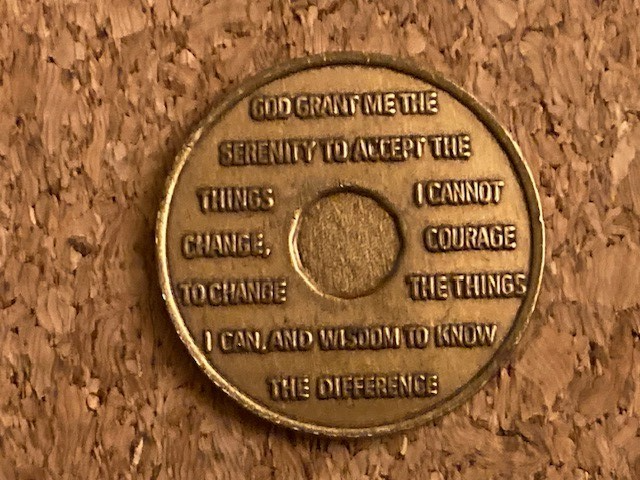 GOD GRANT ME THE
SERENITY TO ACCEPT THE
THINGS I CANNOT
CHANGE, COURAGE
TO CHANGE THE THINGS
I CAN, AND WISDOM TO KNOW
THE DIFFERENCE